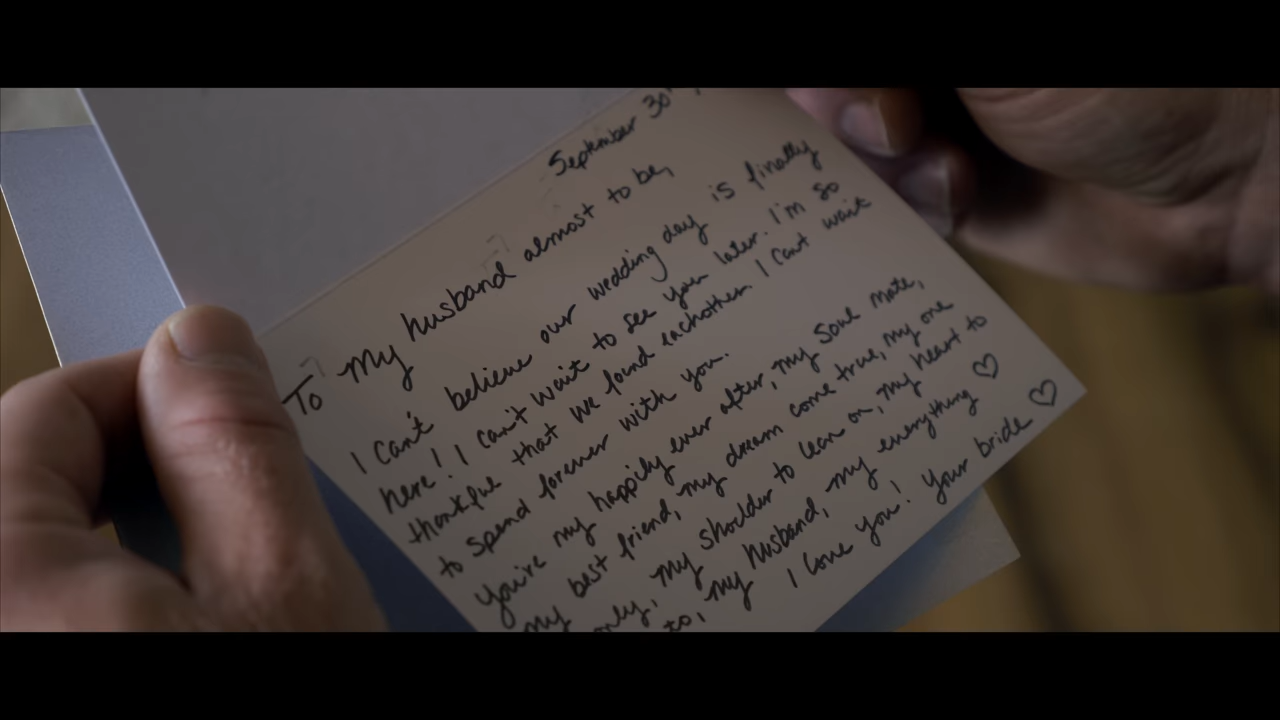 September 30th
To my husband almost to be,
I can't believe our wedding day is finally
here! I can't wait to see you later. I'm so
thankful that we found eachother. I can't wait
to spend forever with you.
You're my happily ever after, my soul mate,
my best friend, my dream come true, my one
only, my shoulder to lean on, my heart to
to, my husband, my everything ♡
I love you! Your bride ♡